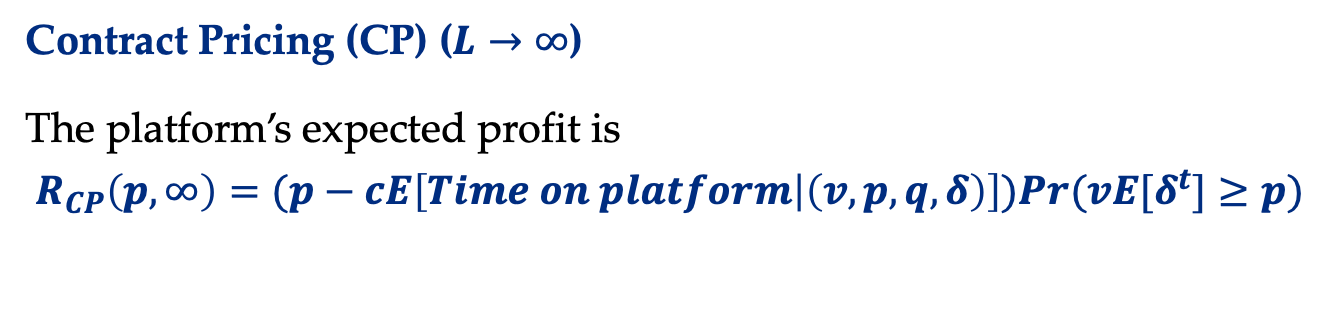 Contract Pricing (CP) (L → ∞)
The platform's expected profit is
R_CP(p, ∞) = (p − cE[Time on platform|(v, p, q, δ)])Pr(vE[δ^t] ≥ p)